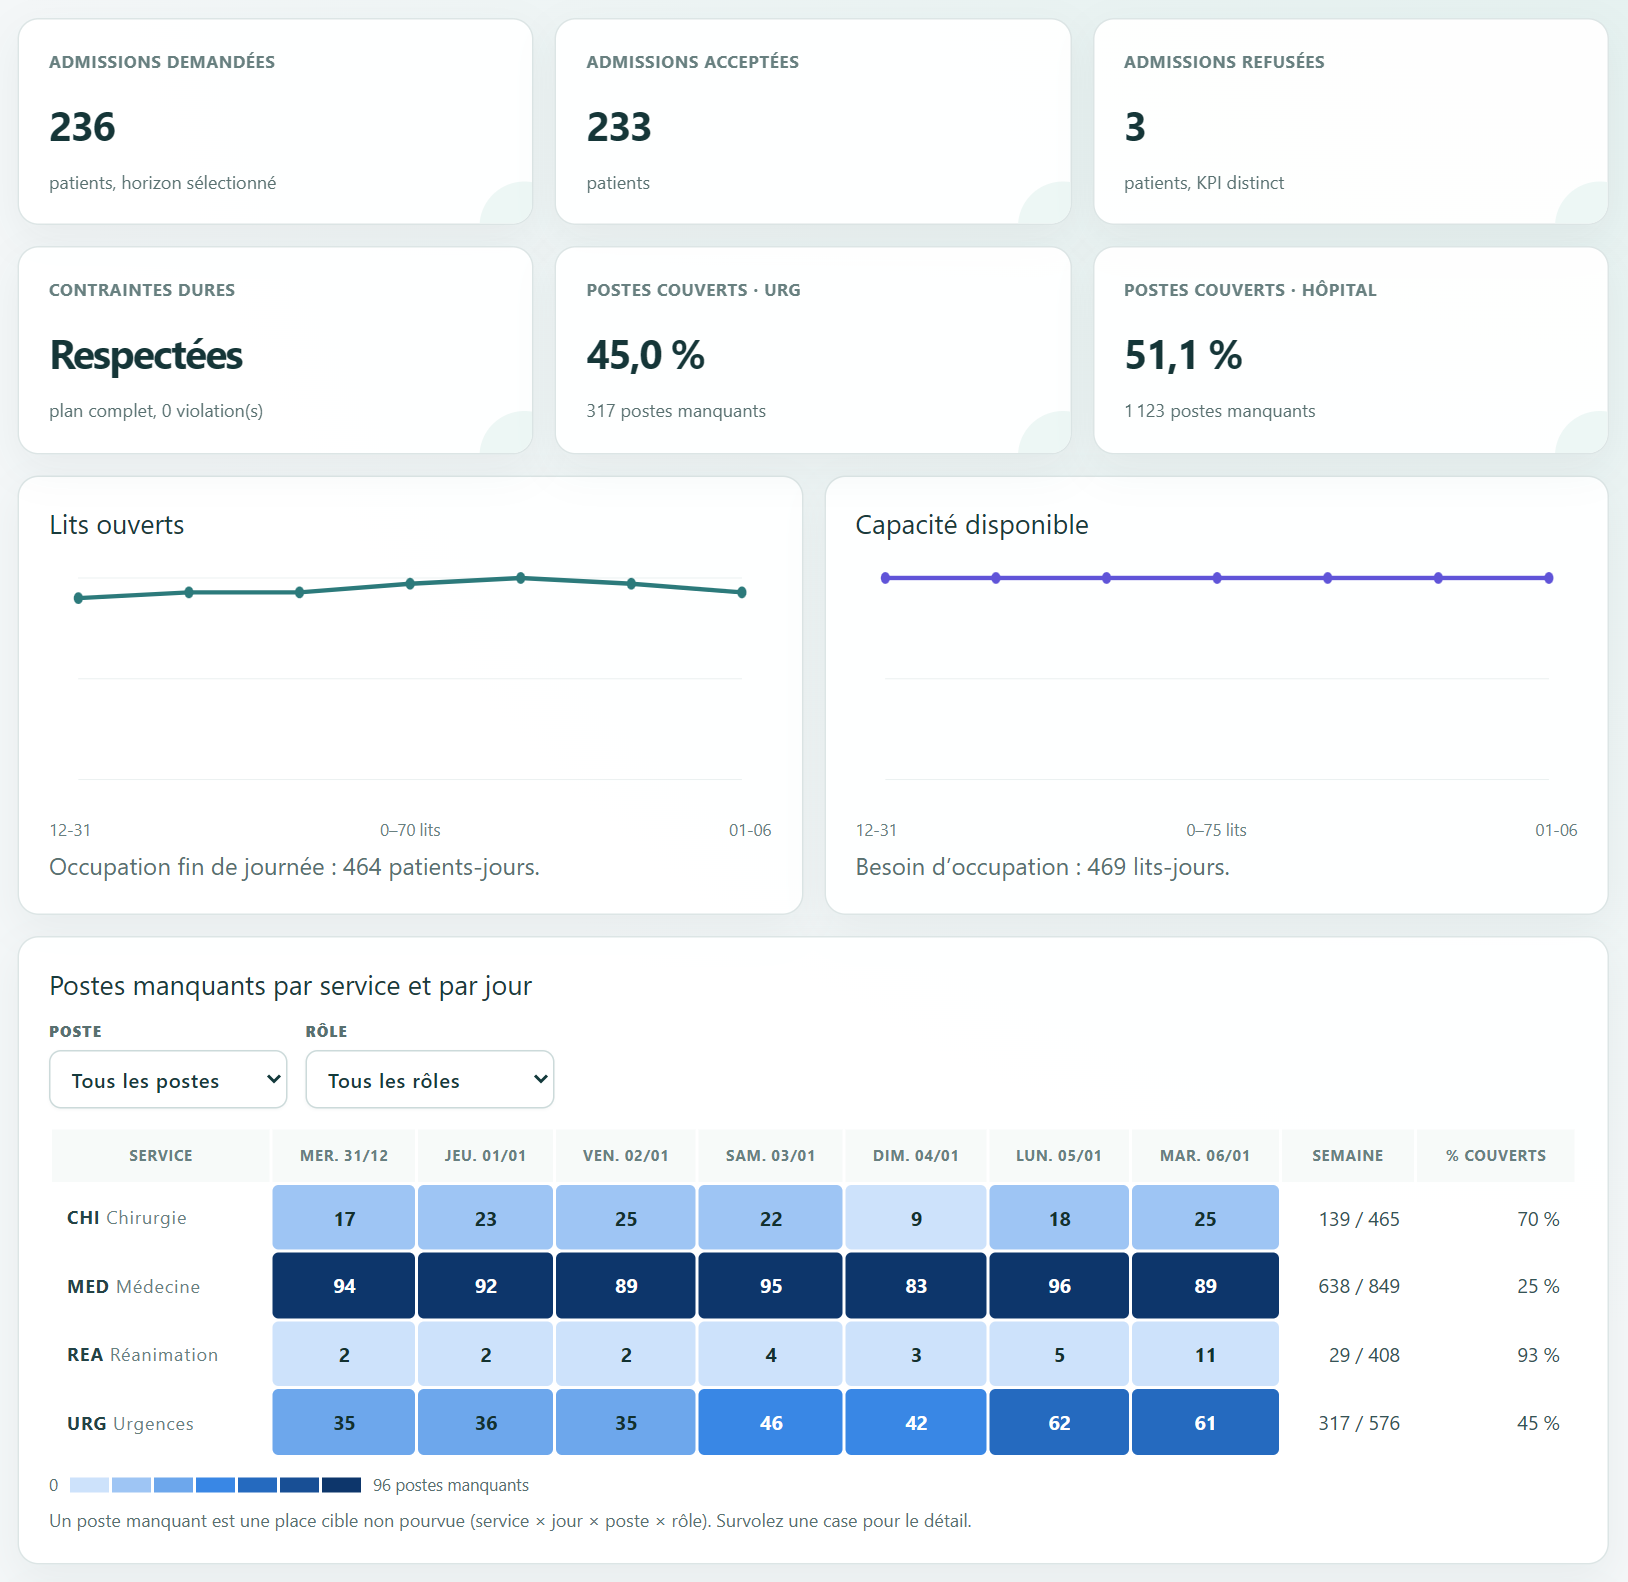 ADMISSIONS DEMANDÉES
236
patients, horizon sélectionné
ADMISSIONS ACCEPTÉES
233
patients
ADMISSIONS REFUSÉES
3
patients, KPI distinct
CONTRAINTES DURES
Respectées
plan complet, 0 violation(s)
POSTES COUVERTS · URG
45,0 %
317 postes manquants
POSTES COUVERTS · HÔPITAL
51,1 %
1 123 postes manquants
Lits ouverts
12-31 0–70 lits 01-06
Occupation fin de journée : 464 patients-jours.
Capacité disponible
12-31 0–75 lits 01-06
Besoin d’occupation : 469 lits-jours.
Postes manquants par service et par jour
POSTE RÔLE
Tous les postes Tous les rôles
SERVICE MER. 31/12 JEU. 01/01 VEN. 02/01 SAM. 03/01 DIM. 04/01 LUN. 05/01 MAR. 06/01 SEMAINE % COUVERTS
CHI Chirurgie 17 23 25 22 9 18 25 139 / 465 70 %
MED Médecine 94 92 89 95 83 96 89 638 / 849 25 %
REA Réanimation 2 2 2 4 3 5 11 29 / 408 93 %
URG Urgences 35 36 35 46 42 62 61 317 / 576 45 %
0 96 postes manquants
Un poste manquant est une place cible non pourvue (service × jour × poste × rôle). Survolez une case pour le détail.